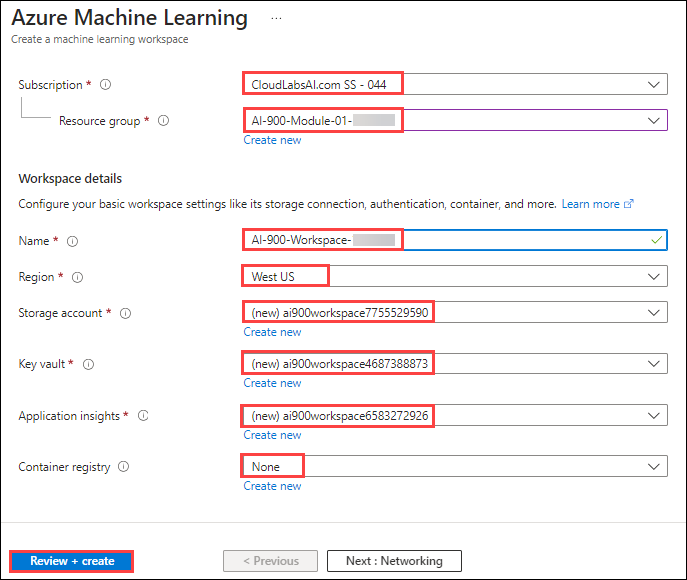 Azure Machine Learning ...
Create a machine learning workspace
Subscription * CloudLabsAI.com SS - 044
Resource group * AI-900-Module-01-
Create new
Workspace details
Configure your basic workspace settings like its storage connection, authentication, container, and more. Learn more
Name * AI-900-Workspace-
Region * West US
Storage account * (new) ai900workspace7755529590
Create new
Key vault * (new) ai900workspace4687388873
Create new
Application insights * (new) ai900workspace6583272926
Create new
Container registry None
Create new
Review + create < Previous Next : Networking